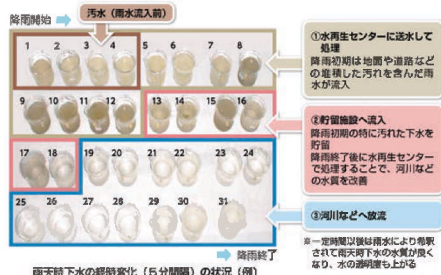 降雨開始
汚水（雨水流入前）
1 2 3 4 5 6 7 8
9 10 11 12 13 14 15 16
17 18 19 20 21 22 23 24
25 26 27 28 29 30 31
降雨終了
雨天時下水の経時変化（5分間隔）の状況（例）
①水再生センターに送水して
処理
降雨初期は地面や道路など
の堆積した汚れを含んだ雨
水が流入
②貯留施設へ流入
降雨初期の特に汚れた下水を
貯留
降雨終了後に水再生センター
で処理することで、河川など
の水質を改善
③河川などへ放流
※一定時間以後は雨水により希釈
されて雨天時下水の水質が良く
なり、水の透明度も上がる